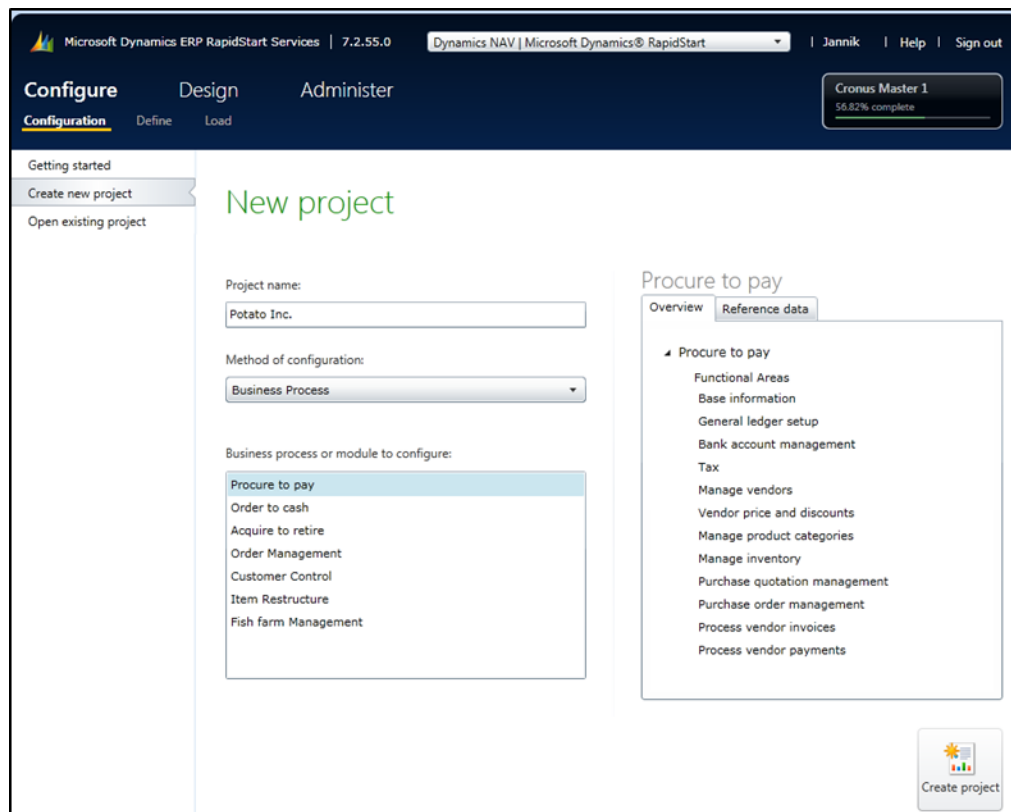 Microsoft Dynamics ERP RapidStart Services | 7.2.55.0
Dynamics NAV | Microsoft Dynamics® RapidStart
| Jannik | Help | Sign out
Configure Design Administer
Cronus Master 1
56.82% complete
Configuration Define Load
Getting started
Create new project
Open existing project
New project
Project name:
Potato Inc.
Method of configuration:
Business Process
Business process or module to configure:
Procure to pay
Order to cash
Acquire to retire
Order Management
Customer Control
Item Restructure
Fish farm Management
Procure to pay
Overview Reference data
Procure to pay
Functional Areas
Base information
General ledger setup
Bank account management
Tax
Manage vendors
Vendor price and discounts
Manage product categories
Manage inventory
Purchase quotation management
Purchase order management
Process vendor invoices
Process vendor payments
Create project